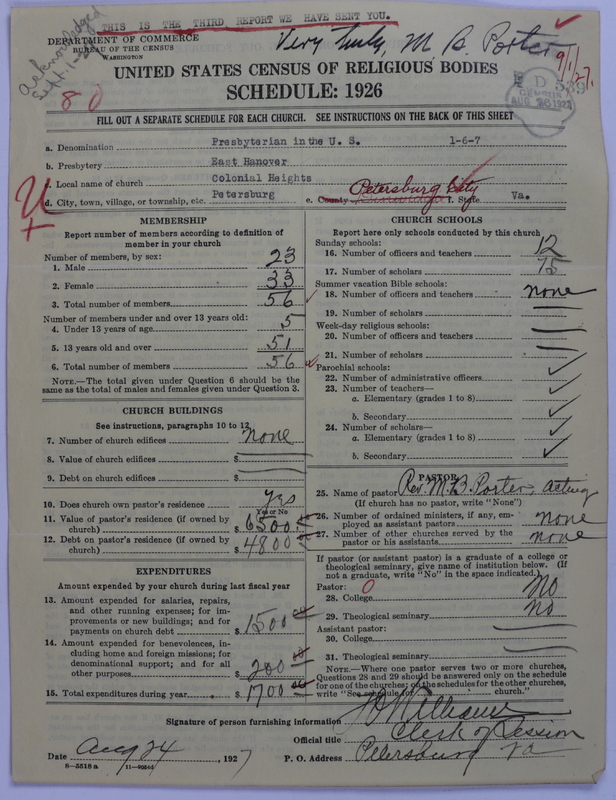 THIS IS THE THIRD REPORT WE HAVE SENT YOU.
Acknowledged
Sept. 1-
DEPARTMENT OF COMMERCE
BUREAU OF THE CENSUS
WASHINGTON
Very truly, M B. Porter
9/1/27.
UNITED STATES CENSUS OF RELIGIOUS BODIES
SCHEDULE: 1926
D
CENSUS
AUG 26 1927
539
80
FILL OUT A SEPARATE SCHEDULE FOR EACH CHURCH. SEE INSTRUCTIONS ON THE BACK OF THIS SHEET
a. Denomination Presbyterian in the U. S. 1-6-7
b. Presbytery East Hanover
c. Local name of church Colonial Heights
d. City, town, village, or township, etc. Petersburg e. County Petersburg City f. State Va.
U
MEMBERSHIP
Report number of members according to definition of
member in your church
Number of members, by sex:
1. Male 23
2. Female 33
3. Total number of members 56
Number of members under and over 13 years old:
4. Under 13 years of age 5
5. 13 years old and over 51
6. Total number of members 56
NOTE.—The total given under Question 6 should be the
same as the total of males and females given under Question 3.
CHURCH BUILDINGS
See instructions, paragraphs 10 to 12
7. Number of church edifices none
8. Value of church edifices $
9. Debt on church edifices $
10. Does church own pastor's residence yes
Yes or No
11. Value of pastor's residence (if owned by
church) $ 6500
12. Debt on pastor's residence (if owned by
church) $ 4800
EXPENDITURES
Amount expended by your church during last fiscal year
13. Amount expended for salaries, repairs,
and other running expenses; for im-
provements or new buildings; and for
payments on church debt $ 1500
14. Amount expended for benevolences, in-
cluding home and foreign missions; for
denominational support; and for all
other purposes 200
15. Total expenditures during year $ 1700
CHURCH SCHOOLS
Report here only schools conducted by this church
Sunday schools:
16. Number of officers and teachers 12
17. Number of scholars 75
Summer vacation Bible schools:
18. Number of officers and teachers none
19. Number of scholars
Week-day religious schools:
20. Number of officers and teachers
21. Number of scholars
Parochial schools:
22. Number of administrative officers
23. Number of teachers—
a. Elementary (grades 1 to 8)
b. Secondary
24. Number of scholars—
a. Elementary (grades 1 to 8)
b. Secondary
PASTOR
25. Name of pastor Rev. M. B. Porter, acting
(If church has no pastor, write "None")
26. Number of ordained ministers, if any, em-
ployed as assistant pastors none
27. Number of other churches served by the
pastor or his assistants none
If pastor (or assistant pastor) is a graduate of a college or
theological seminary, give name of institution below. (If
not a graduate, write "No" in the space indicated.)
Pastor: 0
28. College No
29. Theological seminary no
Assistant pastor:
30. College
31. Theological seminary
NOTE.—Where one pastor serves two or more churches,
Questions 28 and 29 should be answered only on the schedule
for one of the churches; on the schedules for the other churches,
write "See schedule for church."
Signature of person furnishing information
Official title Clerk of Session
Date Aug 24, 1927 P. O. Address Petersburg Va
8—5518 a 11—90